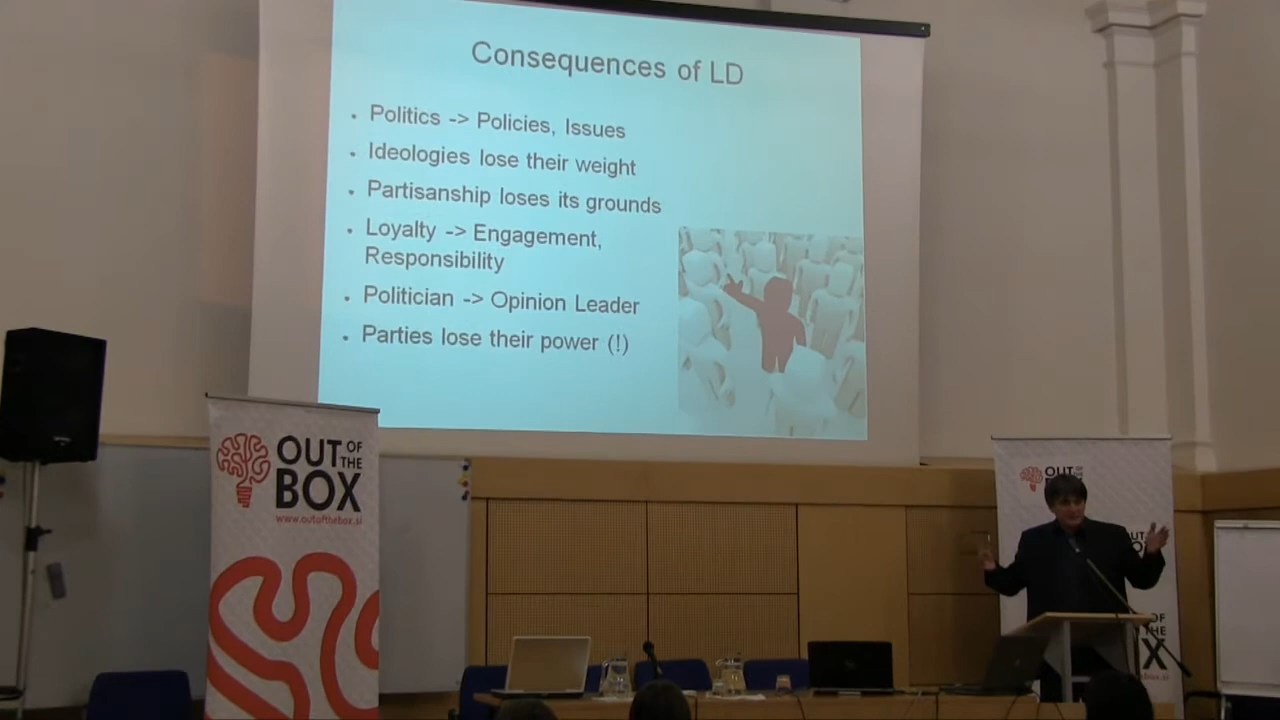 Consequences of LD
Politics -> Policies, Issues
Ideologies lose their weight
Partisanship loses its grounds
Loyalty -> Engagement,
Responsibility
Politician -> Opinion Leader
Parties lose their power (!)
OUT OF THE
BOX
www.outofthebox.si
OUT OF